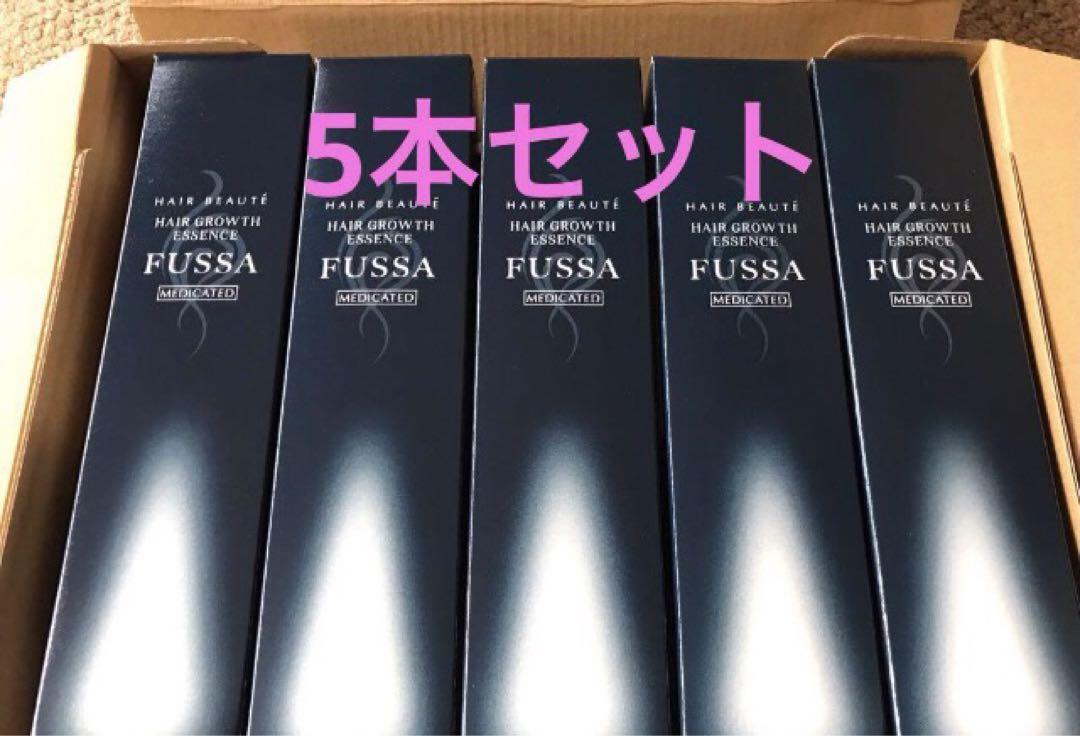 5本セット
HAIR BEAUTÉ
HAIR GROWTH
ESSENCE
FUSSA
MEDICATED
HAIR BEAUTÉ
HAIR GROWTH
ESSENCE
FUSSA
MEDICATED
HAIR BEAUTÉ
HAIR GROWTH
ESSENCE
FUSSA
MEDICATED
HAIR BEAUTÉ
HAIR GROWTH
ESSENCE
FUSSA
MEDICATED
HAIR BEAUTÉ
HAIR GROWTH
ESSENCE
FUSSA
MEDICATED